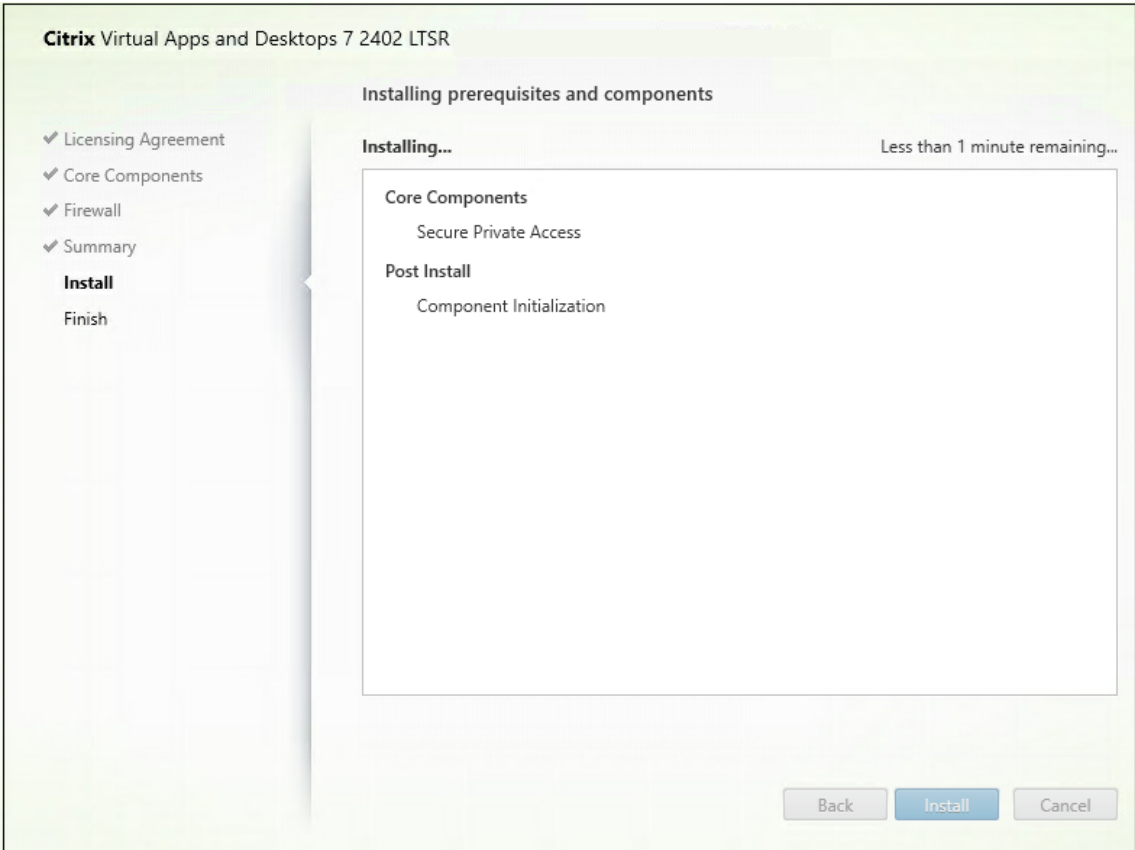 Citrix Virtual Apps and Desktops 7 2402 LTSR
Installing prerequisites and components
Licensing Agreement
Core Components
Firewall
Summary
Install
Finish
Installing...
Less than 1 minute remaining...
Core Components
Secure Private Access
Post Install
Component Initialization
Back
Install
Cancel